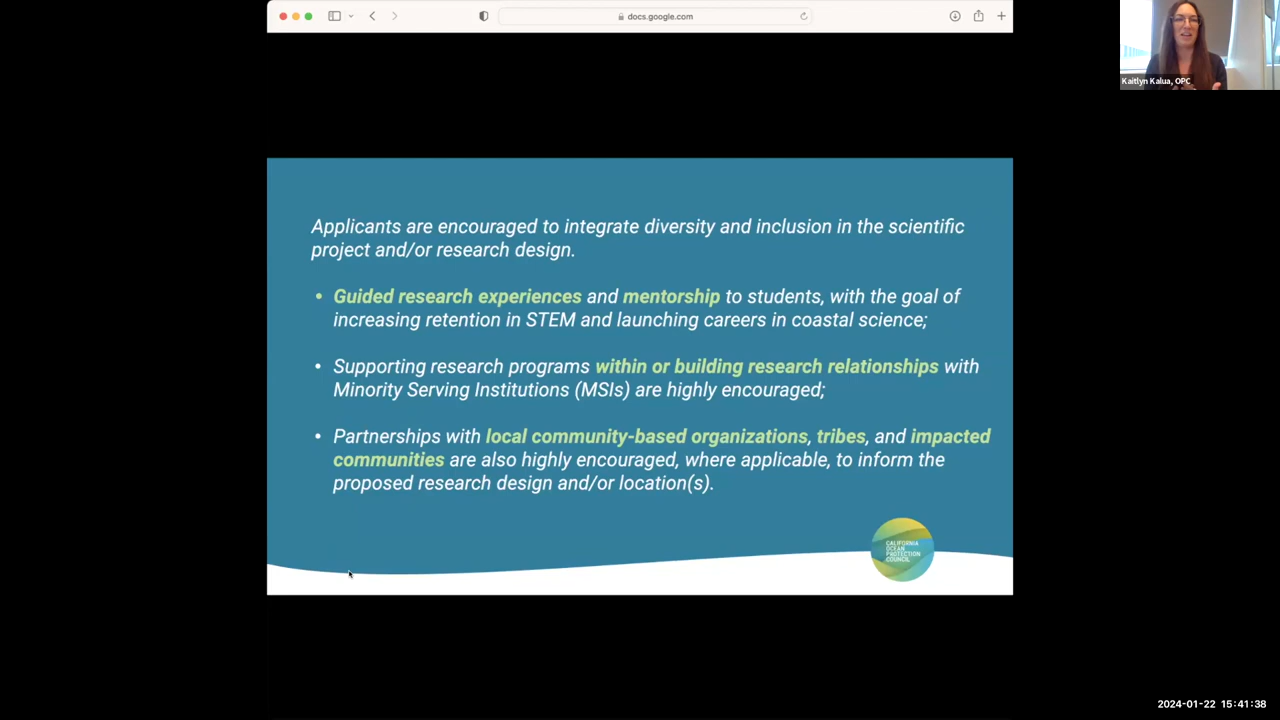 docs.google.com
Kaitlyn Kalua, OPC
Applicants are encouraged to integrate diversity and inclusion in the scientific
project and/or research design.
• Guided research experiences and mentorship to students, with the goal of
increasing retention in STEM and launching careers in coastal science;
• Supporting research programs within or building research relationships with
Minority Serving Institutions (MSIs) are highly encouraged;
• Partnerships with local community-based organizations, tribes, and impacted
communities are also highly encouraged, where applicable, to inform the
proposed research design and/or location(s).
CALIFORNIA
OCEAN
PROTECTION
COUNCIL
2024-01-22 15:41:38